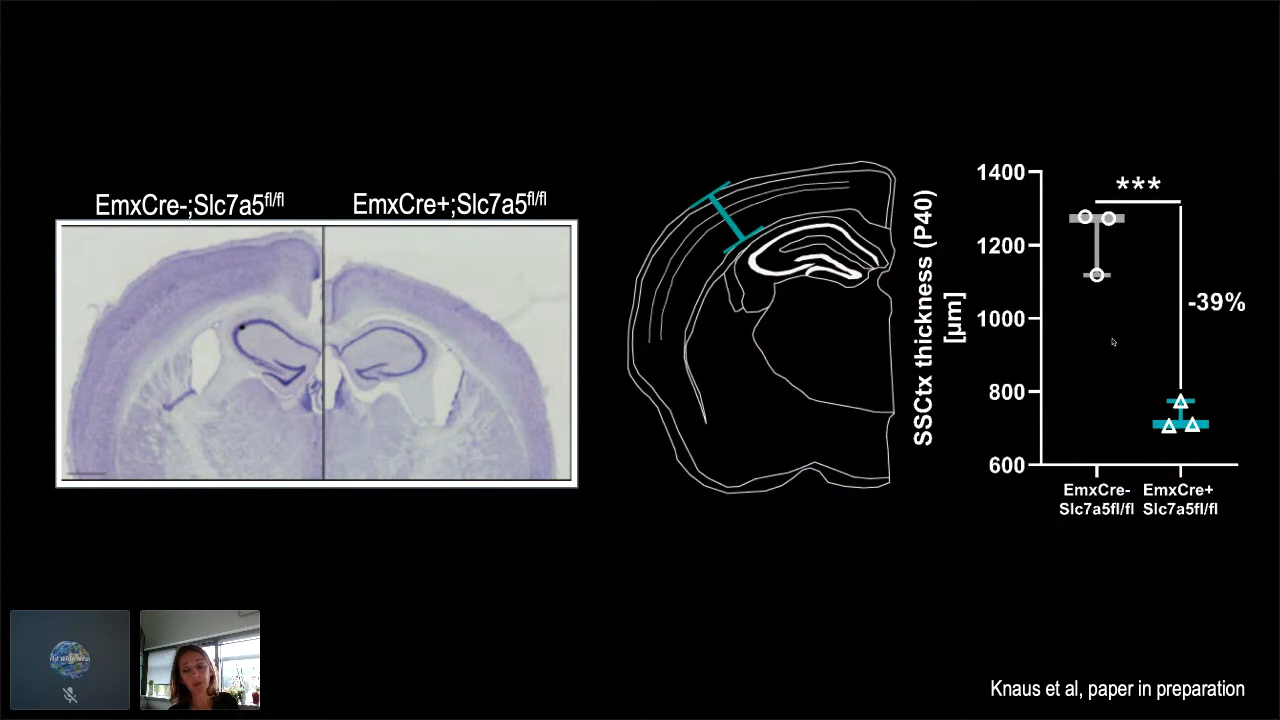 EmxCre-;Slc7a5fl/fl
EmxCre+;Slc7a5fl/fl
SSCtx thickness (P40)
[µm]
1400
1200
1000
800
600
***
-39%
EmxCre- EmxCre+
Slc7a5fl/fl Slc7a5fl/fl
Knaus et al, paper in preparation